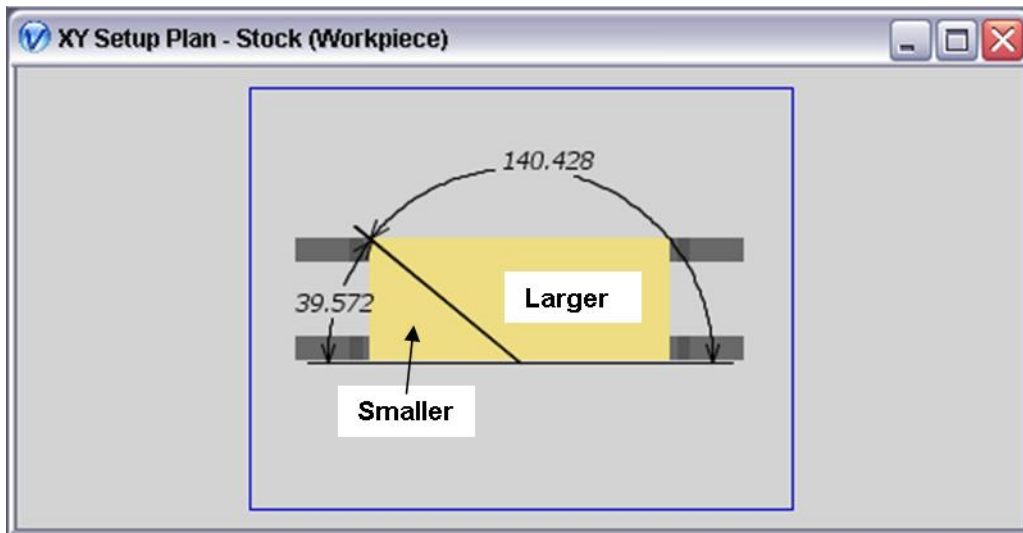 XY Setup Plan - Stock (Workpiece)
140.428
39.572
Larger
Smaller